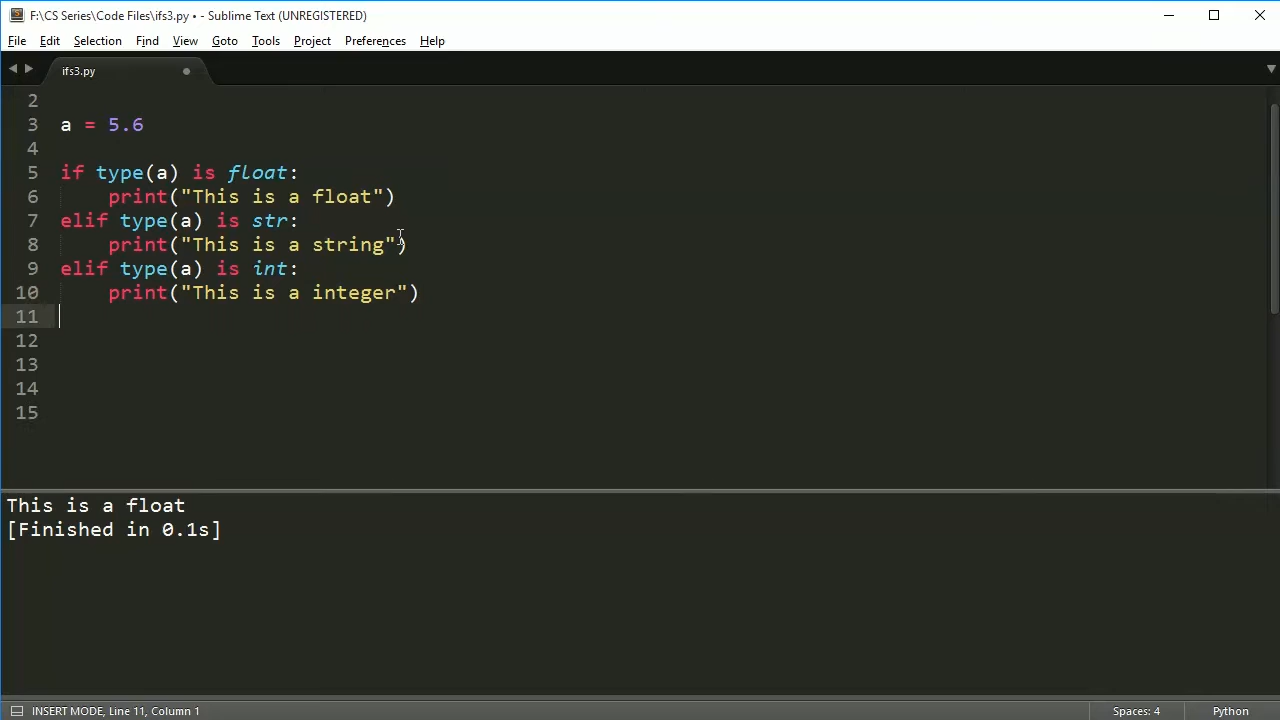 F:\CS Series\Code Files\ifs3.py • - Sublime Text (UNREGISTERED)
File Edit Selection Find View Goto Tools Project Preferences Help
ifs3.py
2
3 a = 5.6
4
5 if type(a) is float:
6     print("This is a float")
7 elif type(a) is str:
8     print("This is a string")
9 elif type(a) is int:
10     print("This is a integer")
11
12
13
14
15
This is a float
[Finished in 0.1s]
INSERT MODE, Line 11, Column 1 Spaces: 4 Python